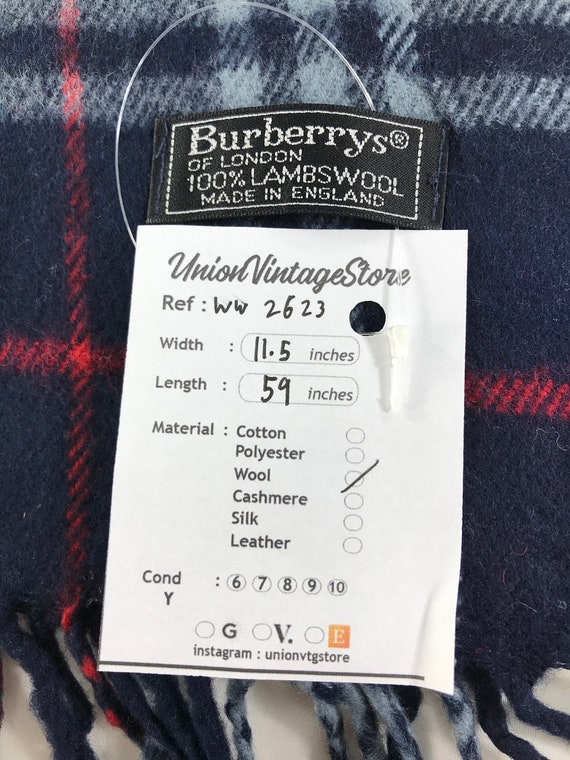 Burberrys®
OF LONDON
100% LAMBSWOOL
MADE IN ENGLAND
UnionVintageStore
Ref : WW 2623
Width : 11.5 inches
Length : 59 inches
Material : Cotton
Polyester
Wool
Cashmere
Silk
Leather
Cond : 6 7 8 9 10
Y
G V. E
instagram : unionvtgstore